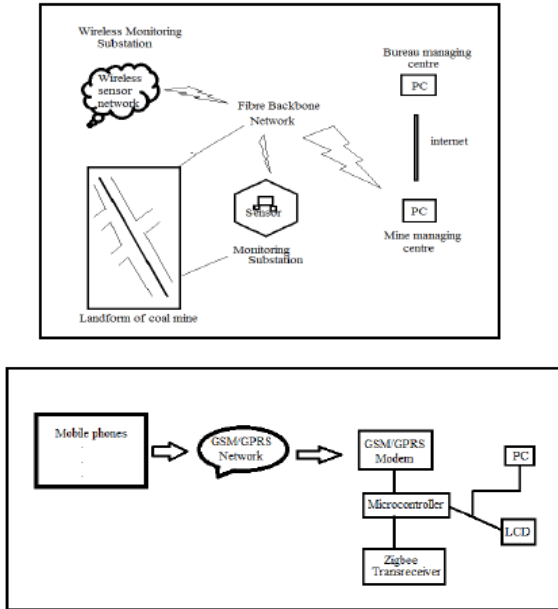 Wireless Monitoring
Substation
Wireless
sensor
network
Fibre Backbone
Network
Bureau managing
centre
PC
internet
PC
Mine managing
centre
Sensor
Monitoring
Substation
Landform of coal mine
Mobile phones
GSM/GPRS
Network
GSM/GPRS
Modem
PC
Microcontroller
LCD
Zigbee
Transreceiver